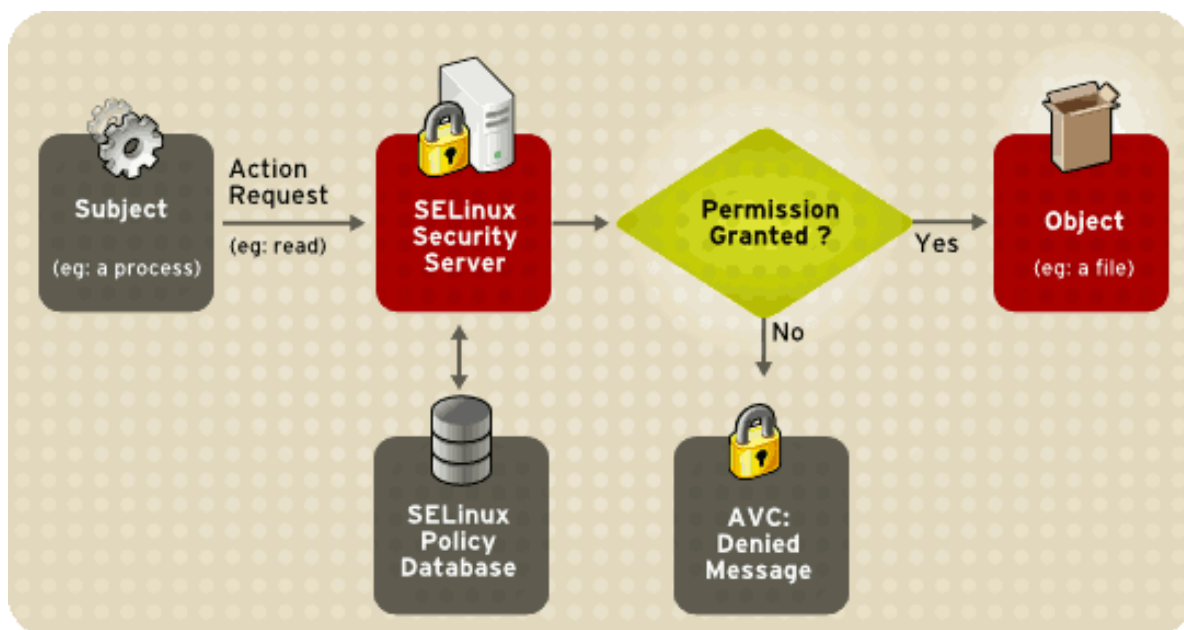 Subject
(eg: a process)
Action
Request
(eg: read)
SELinux
Security
Server
Permission
Granted ?
Yes
Object
(eg: a file)
No
SELinux
Policy
Database
AVC:
Denied
Message